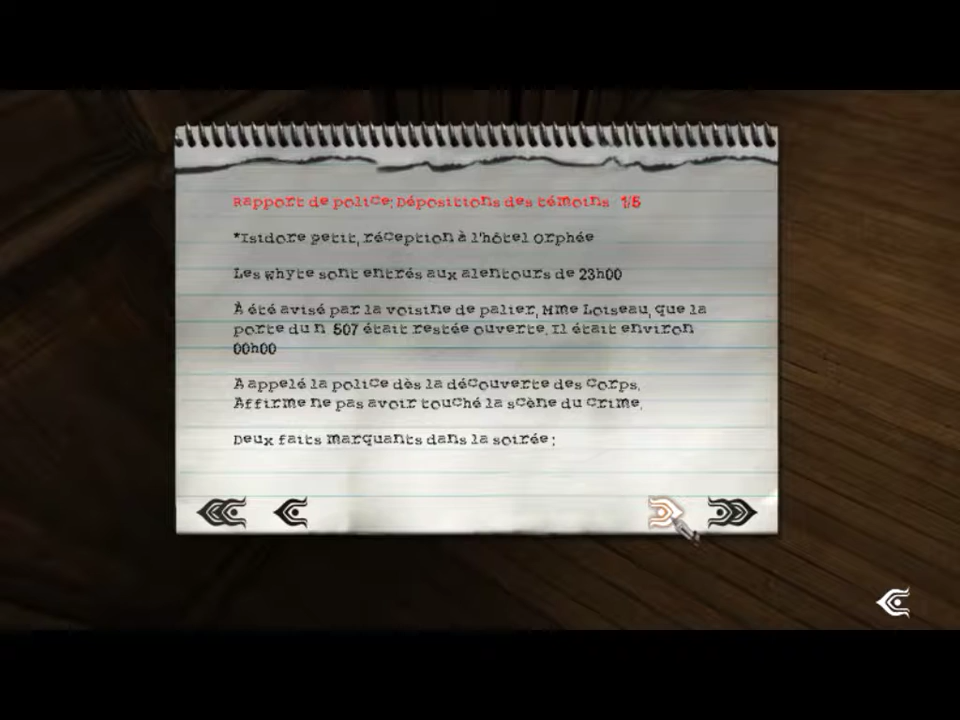 Rapport de police: Dépositions des témoins 1/5
*Isidore petit, réception à l'hôtel Orphée
Les Whyte sont entrés aux alentours de 23h00
À été avisé par la voisine de palier, Mme Loiseau, que la
porte du n 507 était restée ouverte. Il était environ
00h00
A appelé la police dès la découverte des corps.
Affirme ne pas avoir touché la scène du crime.
Deux faits marquants dans la soirée :